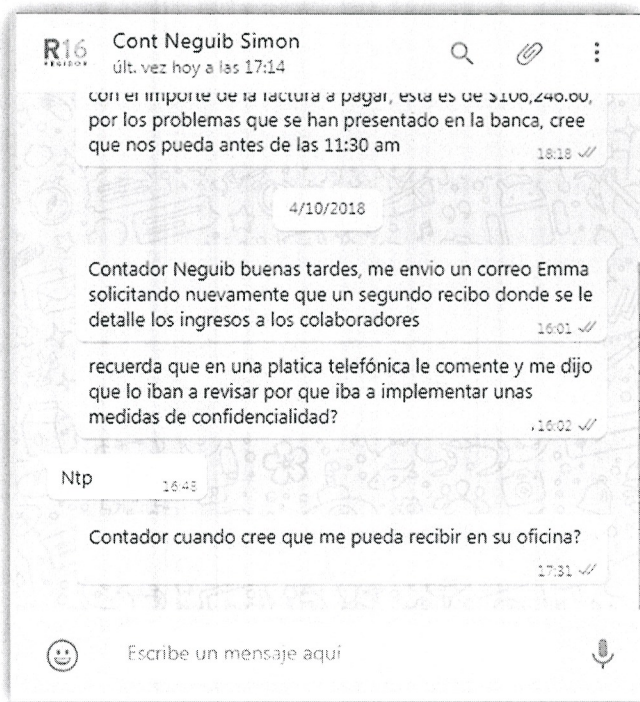 R16
REGIDOR
Cont Neguib Simon
últ. vez hoy a las 17:14
con el importe de la factura a pagar, esta es de $106,246.60,
por los problemas que se han presentado en la banca, cree
que nos pueda antes de las 11:30 am
18:18
4/10/2018
Contador Neguib buenas tardes, me envio un correo Emma
solicitando nuevamente que un segundo recibo donde se le
detalle los ingresos a los colaboradores
16:01
recuerda que en una platica telefónica le comente y me dijo
que lo iban a revisar por que iba a implementar unas
medidas de confidencialidad?
16:02
Ntp
16:48
Contador cuando cree que me pueda recibir en su oficina?
17:31
Escribe un mensaje aquí